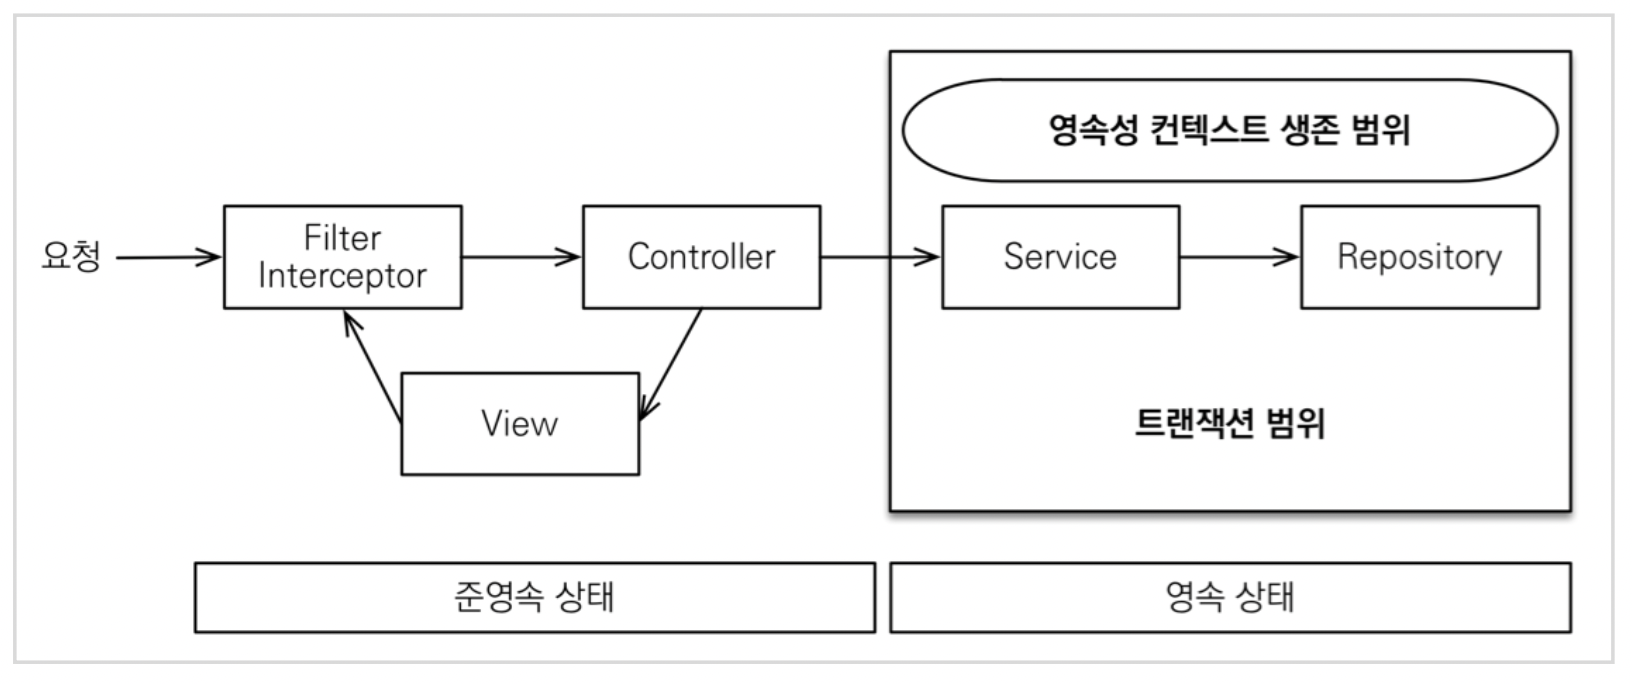 영속성 컨텍스트 생존 범위
요청
Filter
Interceptor
Controller
Service
Repository
View
트랜잭션 범위
준영속 상태
영속 상태